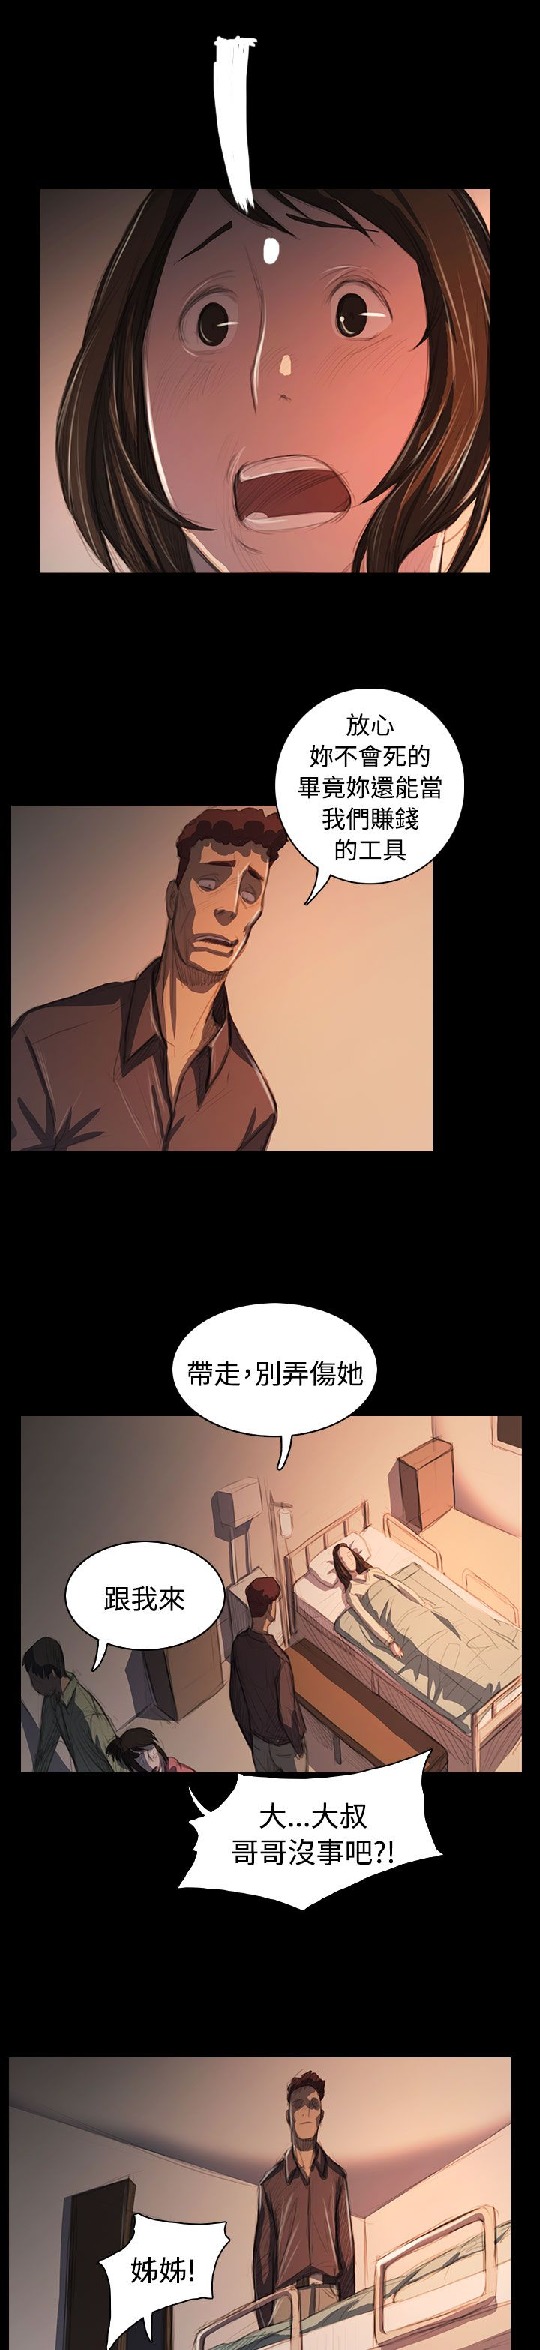 放心
妳不會死的
畢竟妳還能當
我們賺錢
的工具
帶走,別弄傷她
跟我來
大...大叔
哥哥沒事吧?!
姊姊!